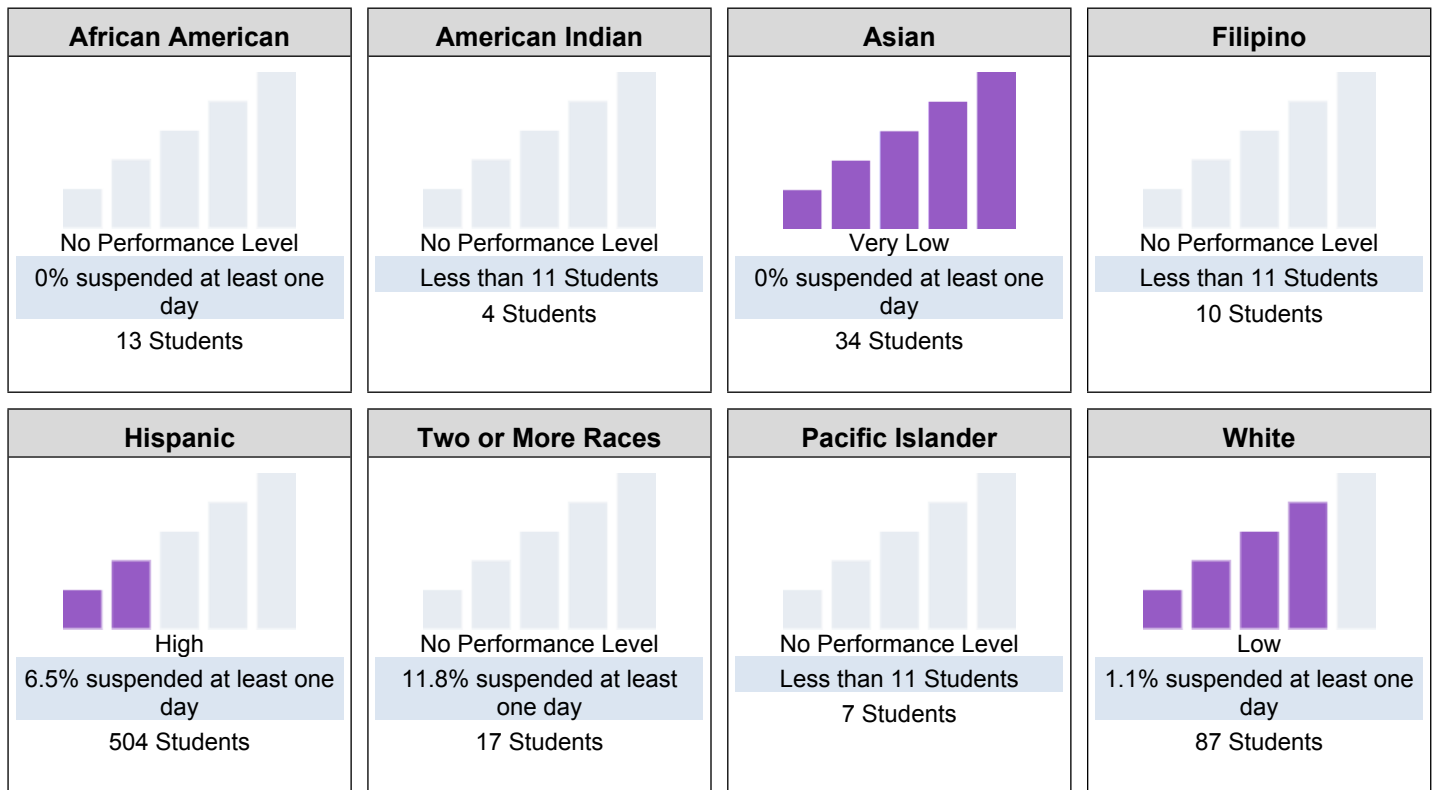 African American
No Performance Level
0% suspended at least one
day
13 Students
American Indian
No Performance Level
Less than 11 Students
4 Students
Asian
Very Low
0% suspended at least one
day
34 Students
Filipino
No Performance Level
Less than 11 Students
10 Students
Hispanic
High
6.5% suspended at least one
day
504 Students
Two or More Races
No Performance Level
11.8% suspended at least
one day
17 Students
Pacific Islander
No Performance Level
Less than 11 Students
7 Students
White
Low
1.1% suspended at least one
day
87 Students